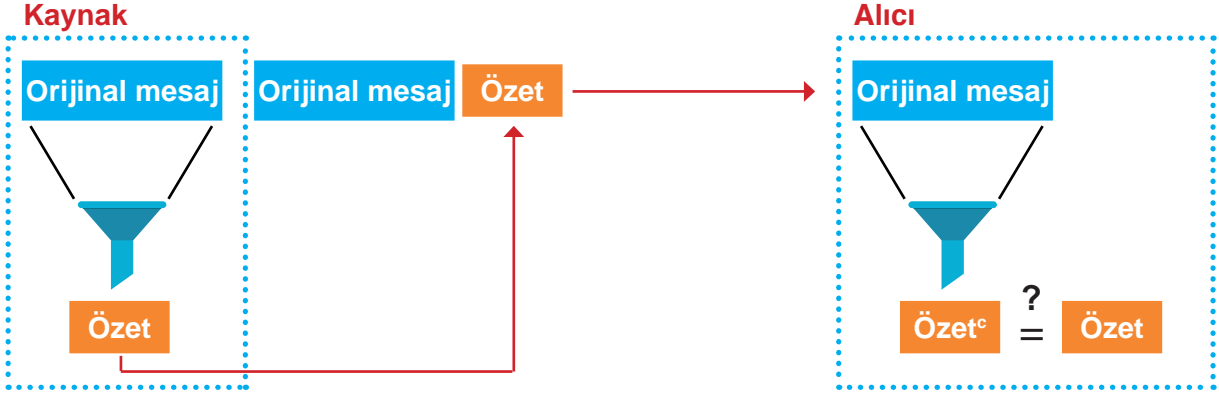 Kaynak
Alıcı
Orijinal mesaj
Orijinal mesaj
Özet
Orijinal mesaj
Özet
Özetᶜ
?
=
Özet